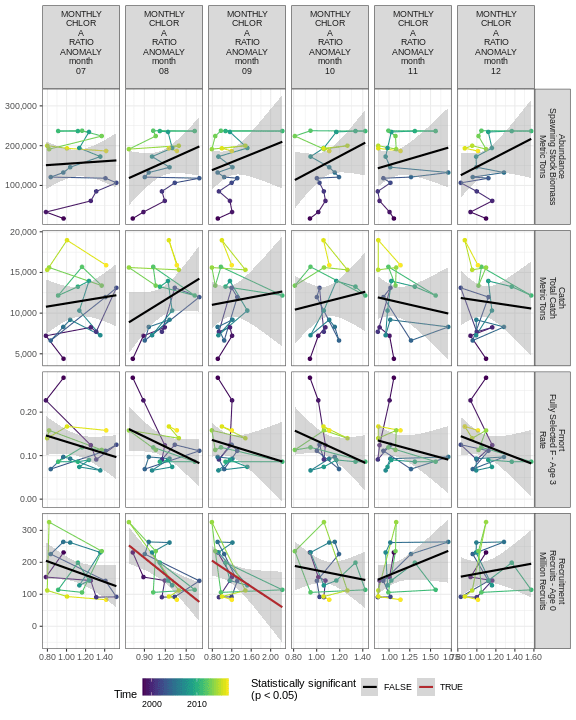 MONTHLY
CHLOR
A
RATIO
ANOMALY
month
07
MONTHLY
CHLOR
A
RATIO
ANOMALY
month
08
MONTHLY
CHLOR
A
RATIO
ANOMALY
month
09
MONTHLY
CHLOR
A
RATIO
ANOMALY
month
10
MONTHLY
CHLOR
A
RATIO
ANOMALY
month
11
MONTHLY
CHLOR
A
RATIO
ANOMALY
month
12
300,000
200,000
100,000
Abundance
Spawning Stock Biomass
Metric Tons
20,000
15,000
10,000
5,000
Catch
Total Catch
Metric Tons
0.20
0.10
0.00
Fmort
Fully Selected F - Age 3
Rate
300
200
100
0
Recruitment
Recruits - Age 0
Million Recruits
0.80 1.00 1.20 1.40
0.90 1.20 1.50
0.80 1.20 1.60 2.00
0.80 1.00 1.20 1.40
1.00 1.25 1.50
0.80 1.00 1.20 1.40 1.60
Time
2000 2010
Statistically significant
(p < 0.05)
FALSE
TRUE